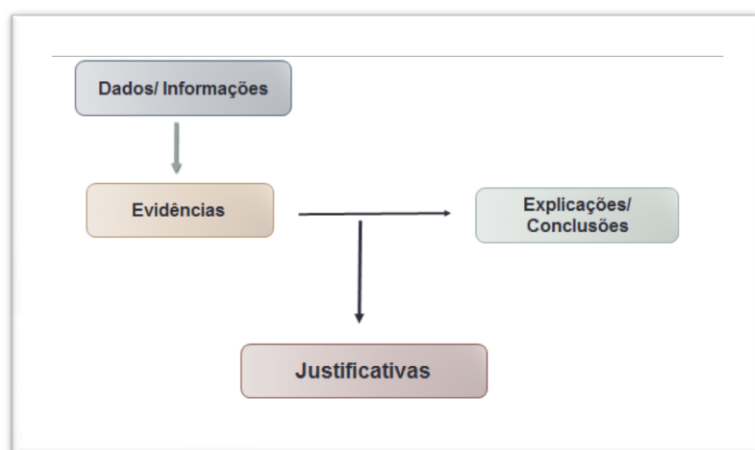 Dados/ Informações
Evidências
Explicações/
Conclusões
Justificativas